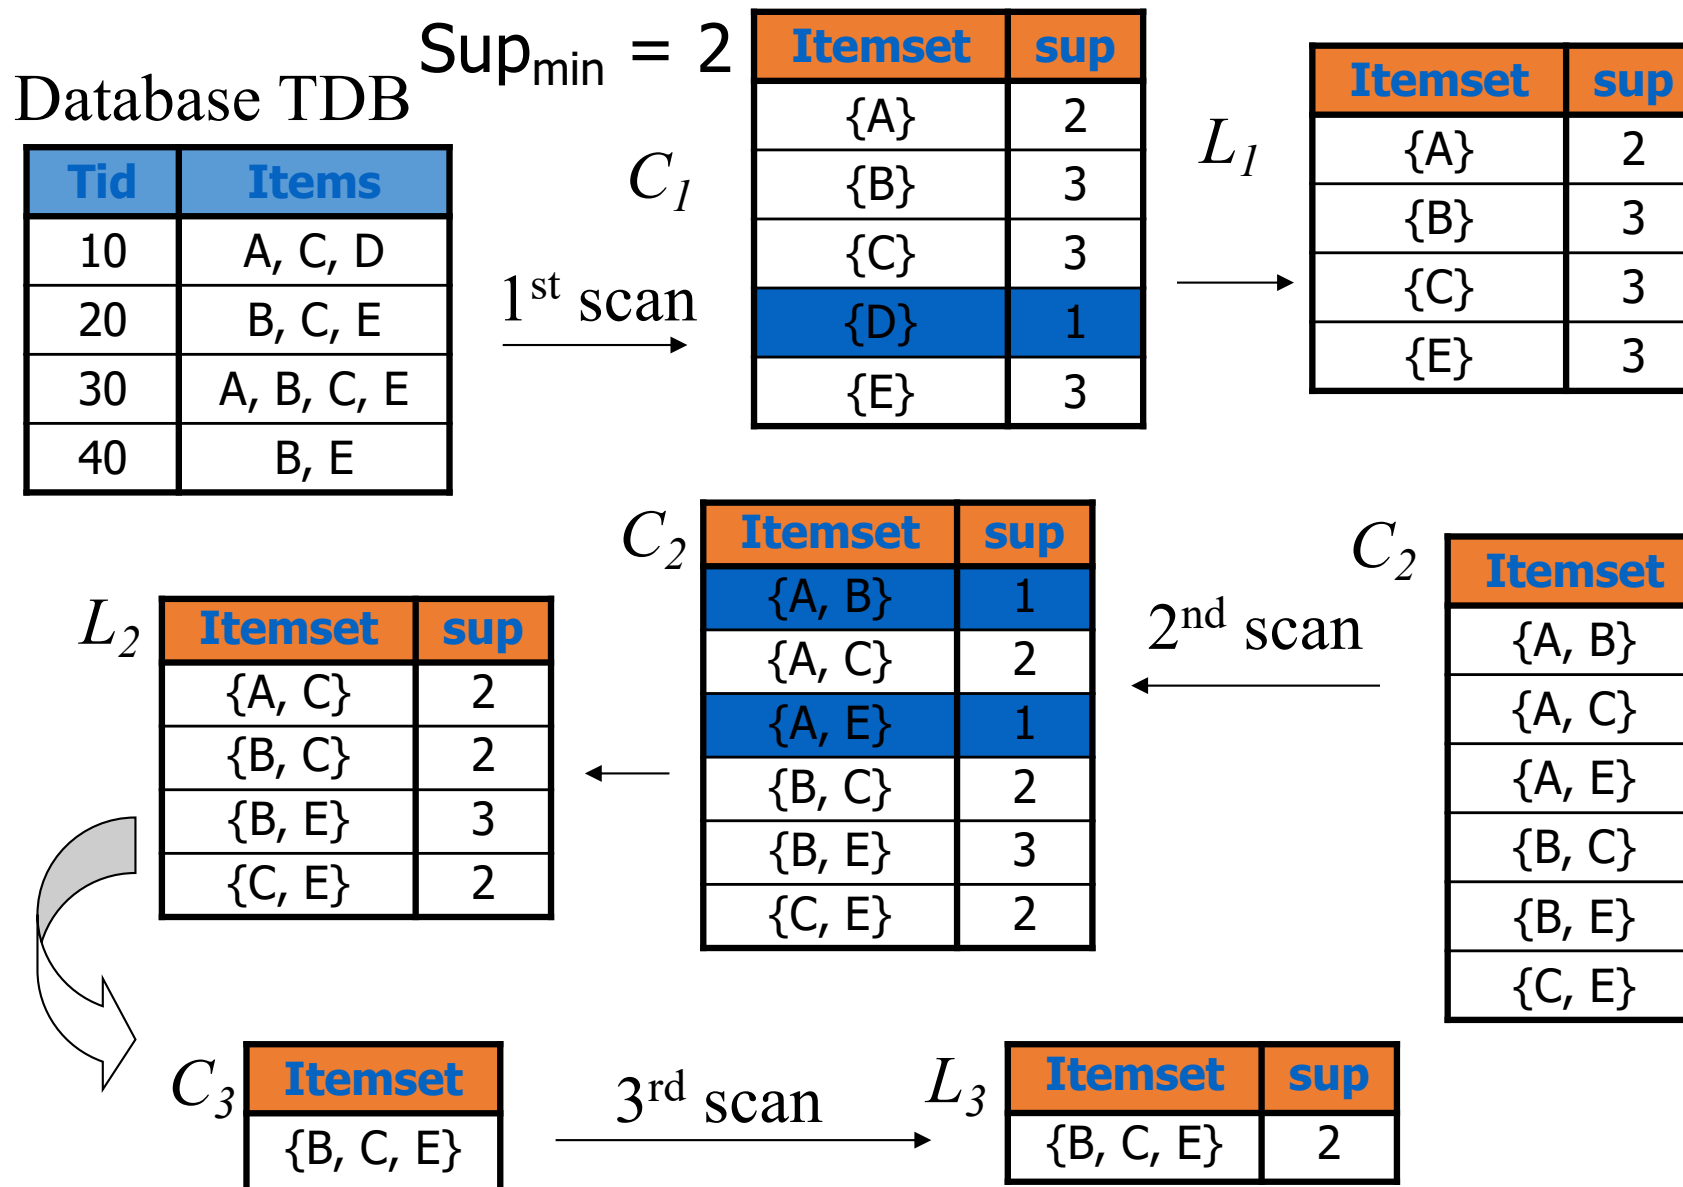 Sup_min = 2
Database TDB
Tid Items
10 A, C, D
20 B, C, E
30 A, B, C, E
40 B, E
1st scan
C1
Itemset sup
{A} 2
{B} 3
{C} 3
{D} 1
{E} 3
L1
Itemset sup
{A} 2
{B} 3
{C} 3
{E} 3
C2
Itemset
{A, B}
{A, C}
{A, E}
{B, C}
{B, E}
{C, E}
2nd scan
C2
Itemset sup
{A, B} 1
{A, C} 2
{A, E} 1
{B, C} 2
{B, E} 3
{C, E} 2
L2
Itemset sup
{A, C} 2
{B, C} 2
{B, E} 3
{C, E} 2
C3
Itemset
{B, C, E}
3rd scan
L3
Itemset sup
{B, C, E} 2